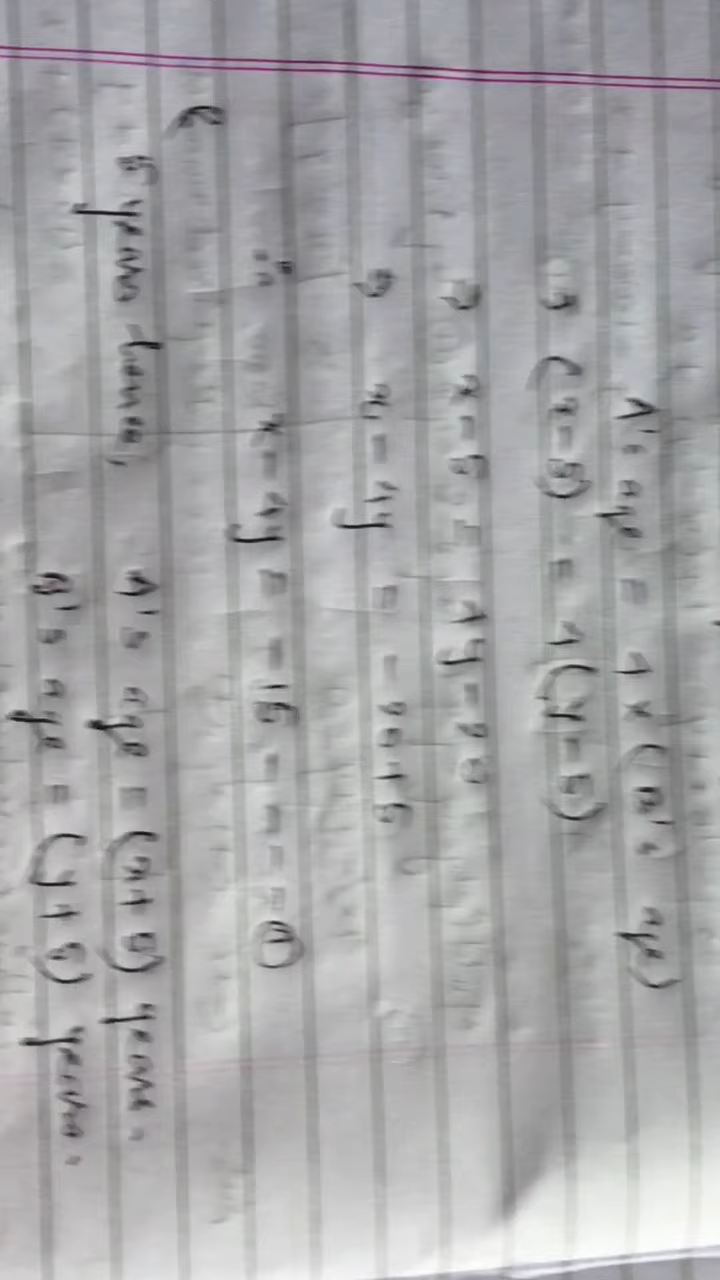 A's age = 4 × (B's age)
⇒ (x-5) = 4(y-5)
⇒ x-5 = 4y-20
⇒ x-4y = -20+5
∴ x-4y = -15 - - - - ①
5 years hence,
A's age = (x+5) years.
B's age = (y+5) years.